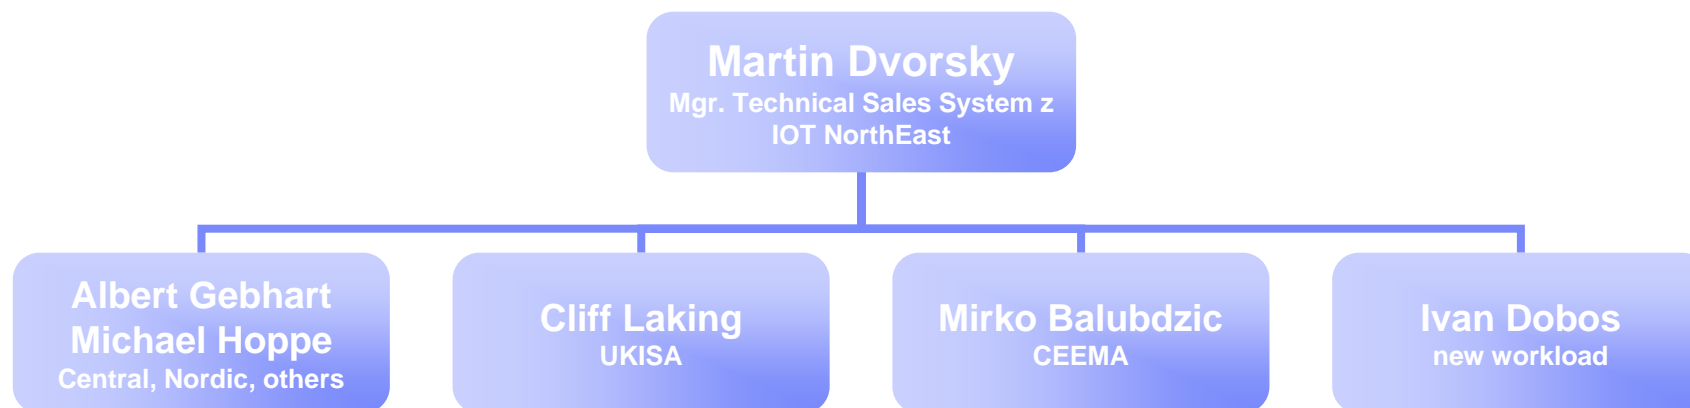 Martin Dvorsky
Mgr. Technical Sales System z
IOT NorthEast
Albert Gebhart
Michael Hoppe
Central, Nordic, others
Cliff Laking
UKISA
Mirko Balubdzic
CEEMA
Ivan Dobos
new workload